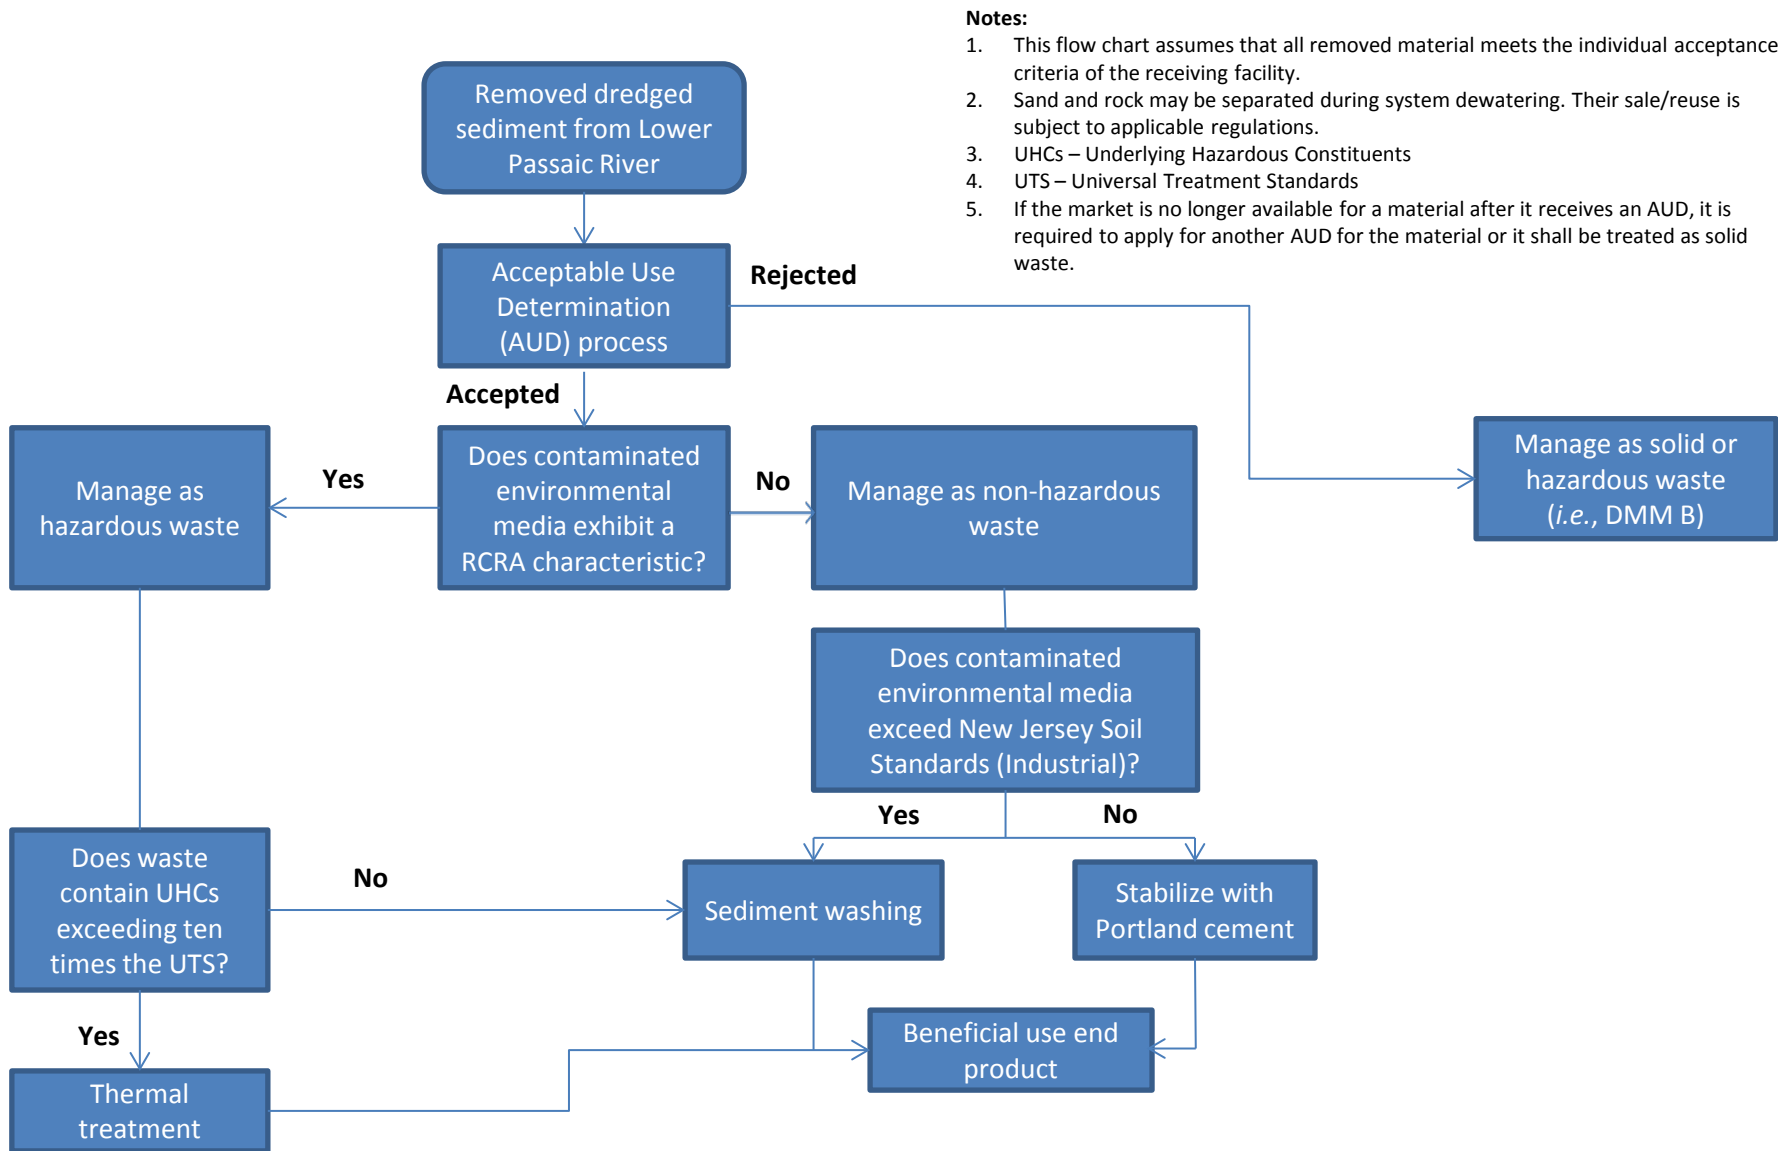 Notes:
1. This flow chart assumes that all removed material meets the individual acceptance
criteria of the receiving facility.
2. Sand and rock may be separated during system dewatering. Their sale/reuse is
subject to applicable regulations.
3. UHCs – Underlying Hazardous Constituents
4. UTS – Universal Treatment Standards
5. If the market is no longer available for a material after it receives an AUD, it is
required to apply for another AUD for the material or it shall be treated as solid
waste.
Removed dredged
sediment from Lower
Passaic River
Acceptable Use
Determination
(AUD) process
Rejected
Accepted
Manage as
hazardous waste
Yes
Does contaminated
environmental
media exhibit a
RCRA characteristic?
No
Manage as non-hazardous
waste
Manage as solid or
hazardous waste
(i.e., DMM B)
Does contaminated
environmental media
exceed New Jersey Soil
Standards (Industrial)?
Yes
No
Does waste
contain UHCs
exceeding ten
times the UTS?
No
Sediment washing
Stabilize with
Portland cement
Yes
Beneficial use end
product
Thermal
treatment